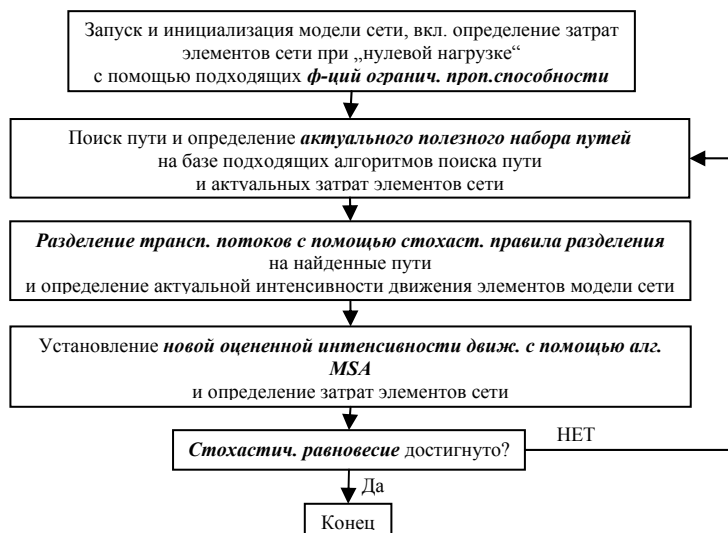 Запуск и инициализация модели сети, вкл. определение затрат
элементов сети при „нулевой нагрузке“
с помощью подходящих ф-ций огранич. проп.способности
Поиск пути и определение актуального полезного набора путей
на базе подходящих алгоритмов поиска пути
и актуальных затрат элементов сети
Разделение трансп. потоков с помощью стохаст. правила разделения
на найденные пути
и определение актуальной интенсивности движения элементов модели сети
Установление новой оцененной интенсивности движ. с помощью алг.
MSA
и определение затрат элементов сети
Стохастич. равновесие достигнуто?
НЕТ
Да
Конец